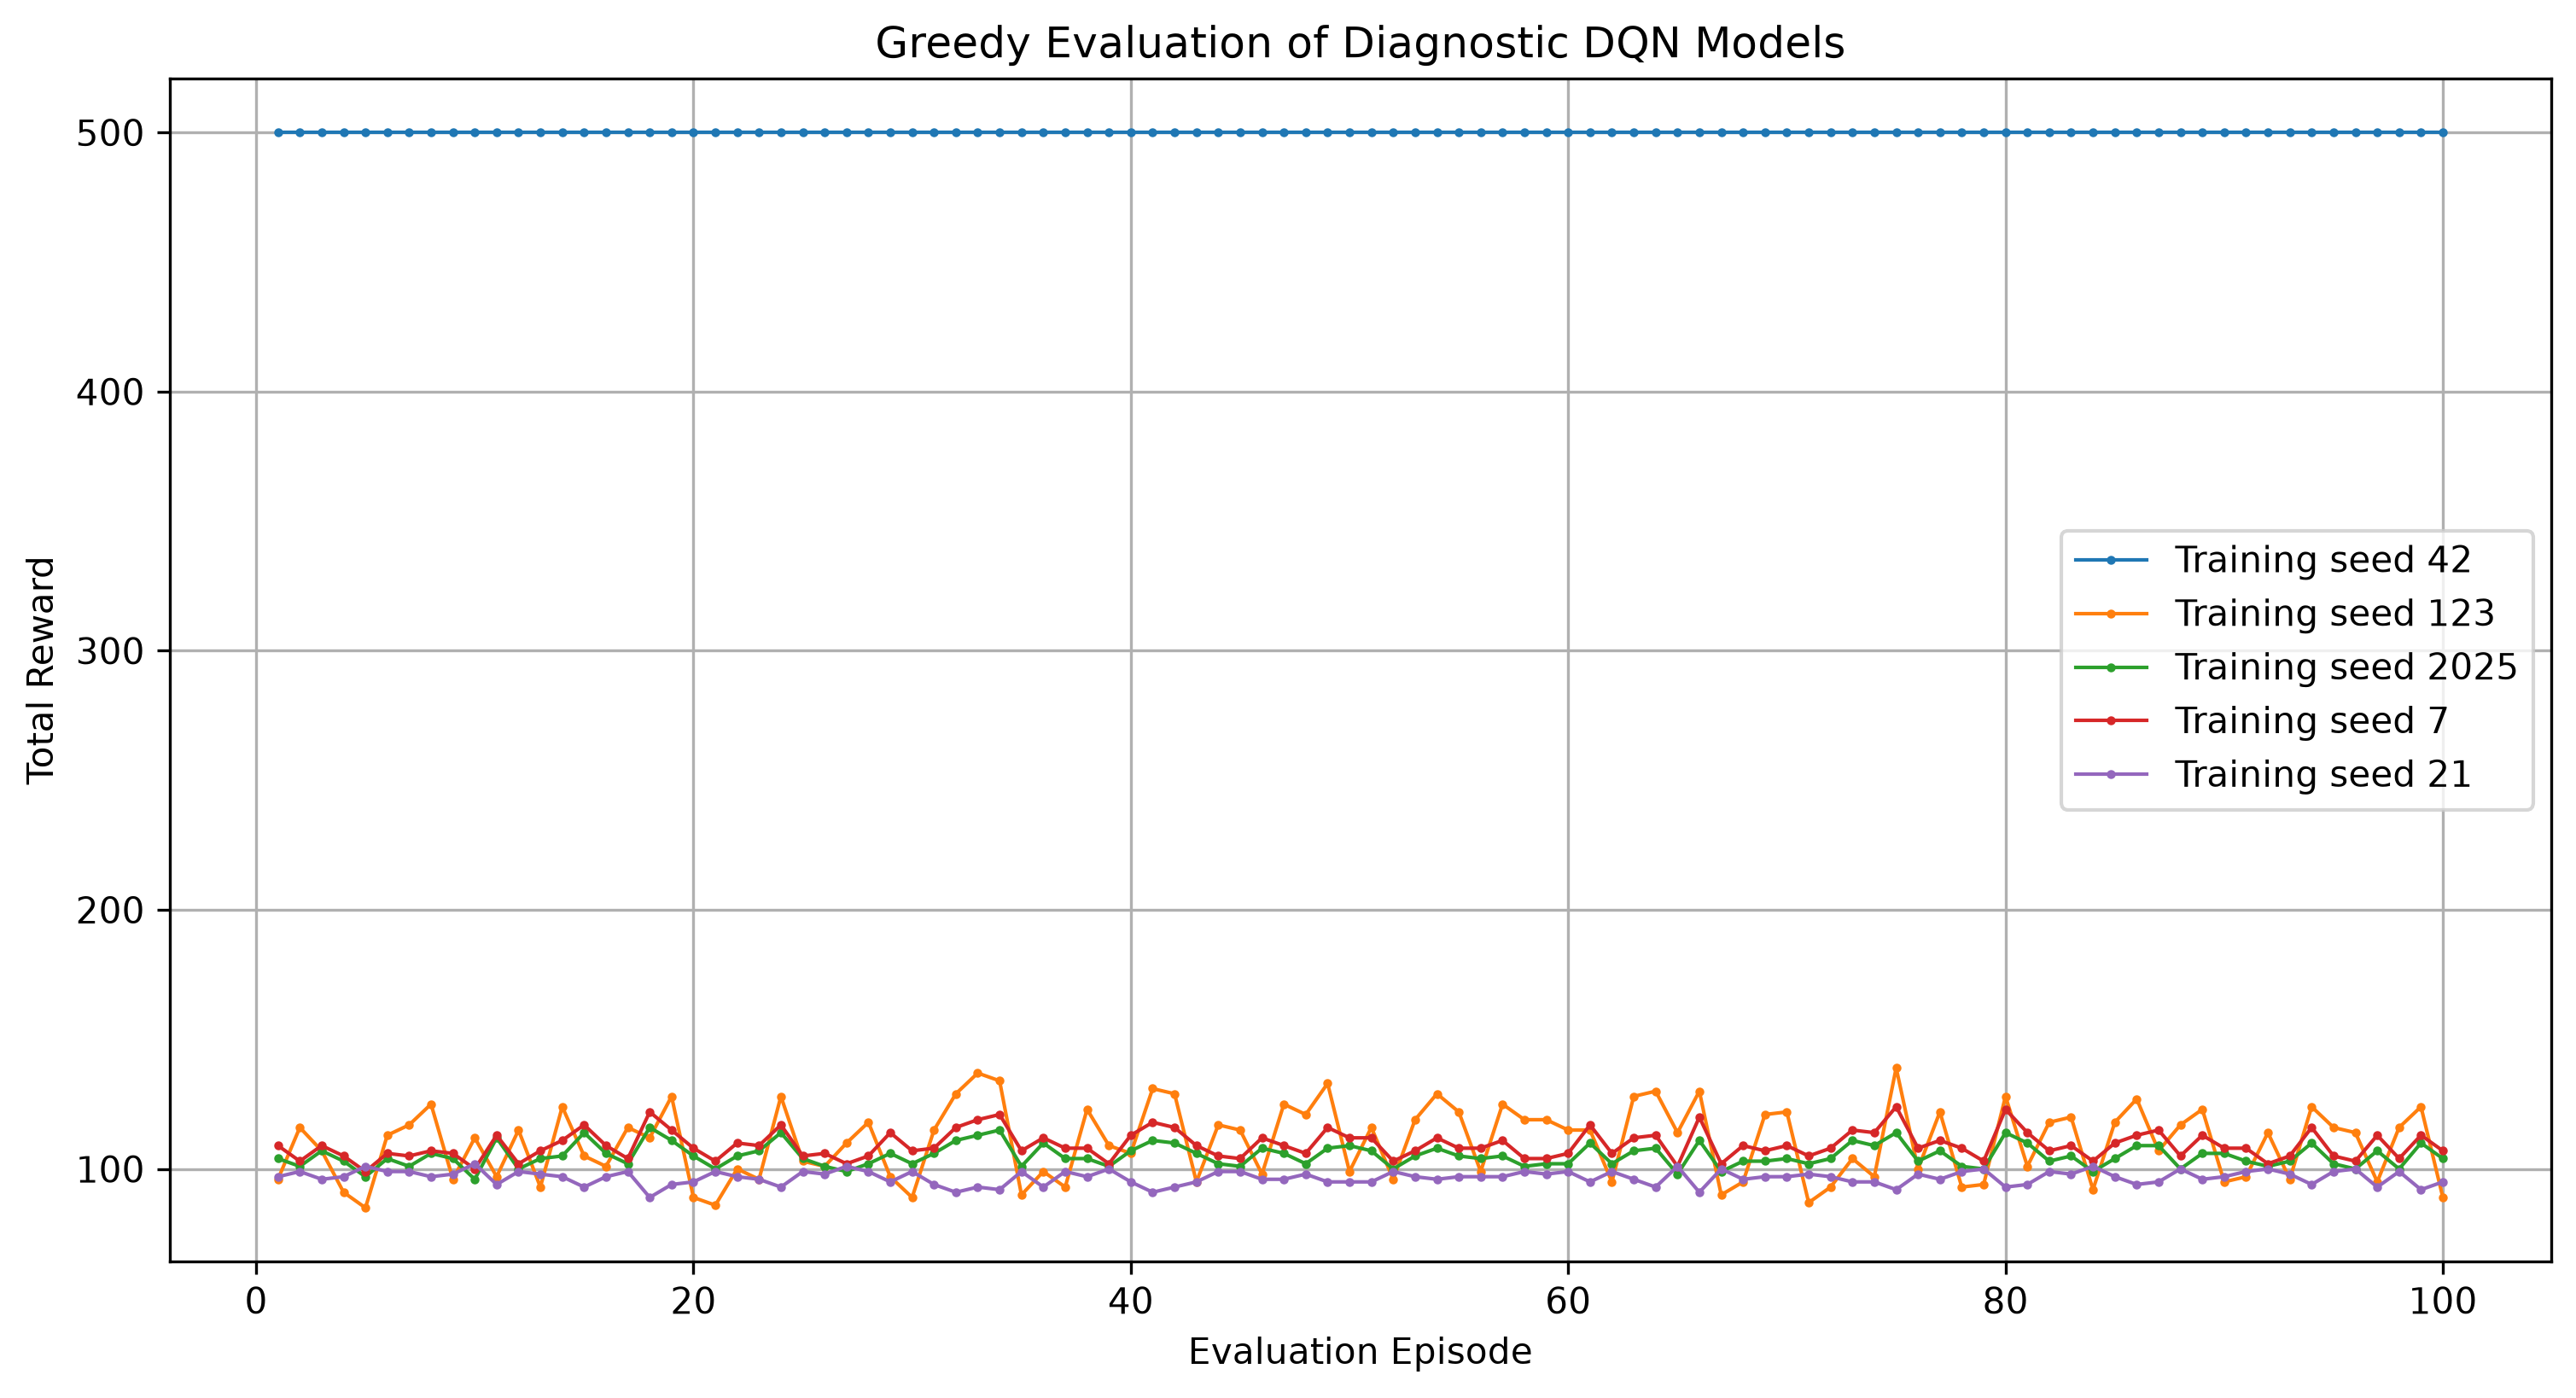 Greedy Evaluation of Diagnostic DQN Models
Total Reward
500
400
300
200
100
Training seed 42
Training seed 123
Training seed 2025
Training seed 7
Training seed 21
0 20 40 60 80 100
Evaluation Episode